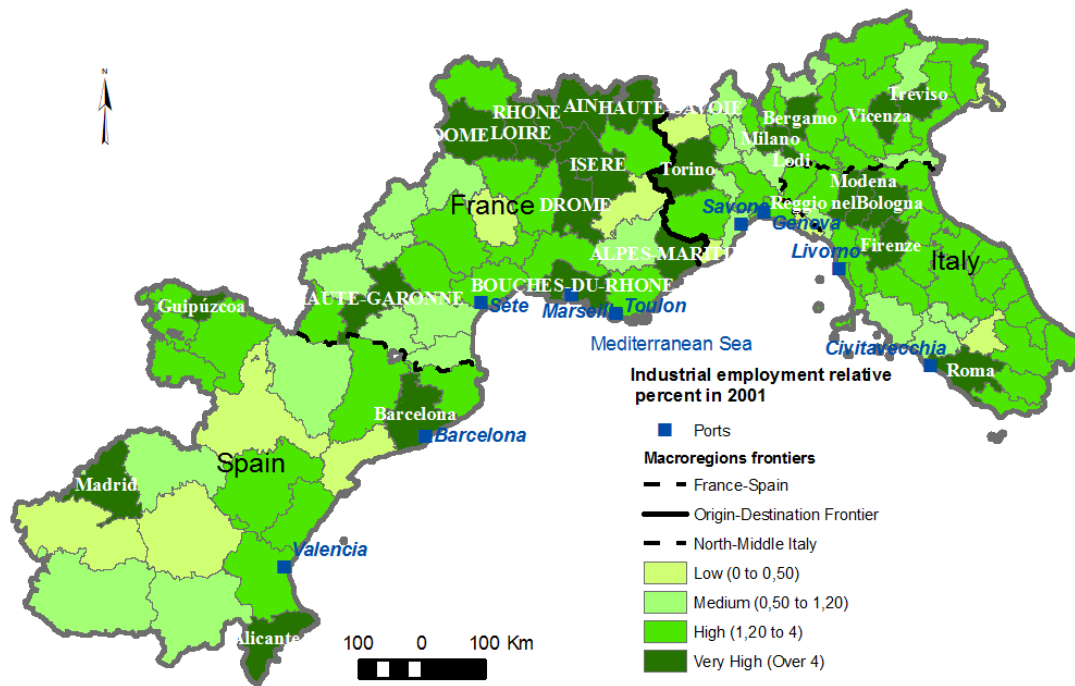 N
RHONE
AIN
HAUTE-SAVOIE
DOME
LOIRE
ISERE
Torino
Bergamo
Milano
Lodi
Vicenza
Treviso
France
DROME
Savona
Genova
Modena
Reggio nel
Bologna
Livorno
Firenze
Italy
ALPES-MARIT
BOUCHES-DU-RHONE
HAUTE-GARONNE
Sete
Marseil
Toulon
Guipúzcoa
Mediterranean Sea
Civitavecchia
Roma
Barcelona
Barcelona
Spain
Madrid
Valencia
Alicante
100 0 100 Km
Industrial employment relative
percent in 2001
Ports
Macroregions frontiers
France-Spain
Origin-Destination Frontier
North-Middle Italy
Low (0 to 0,50)
Medium (0,50 to 1,20)
High (1,20 to 4)
Very High (Over 4)